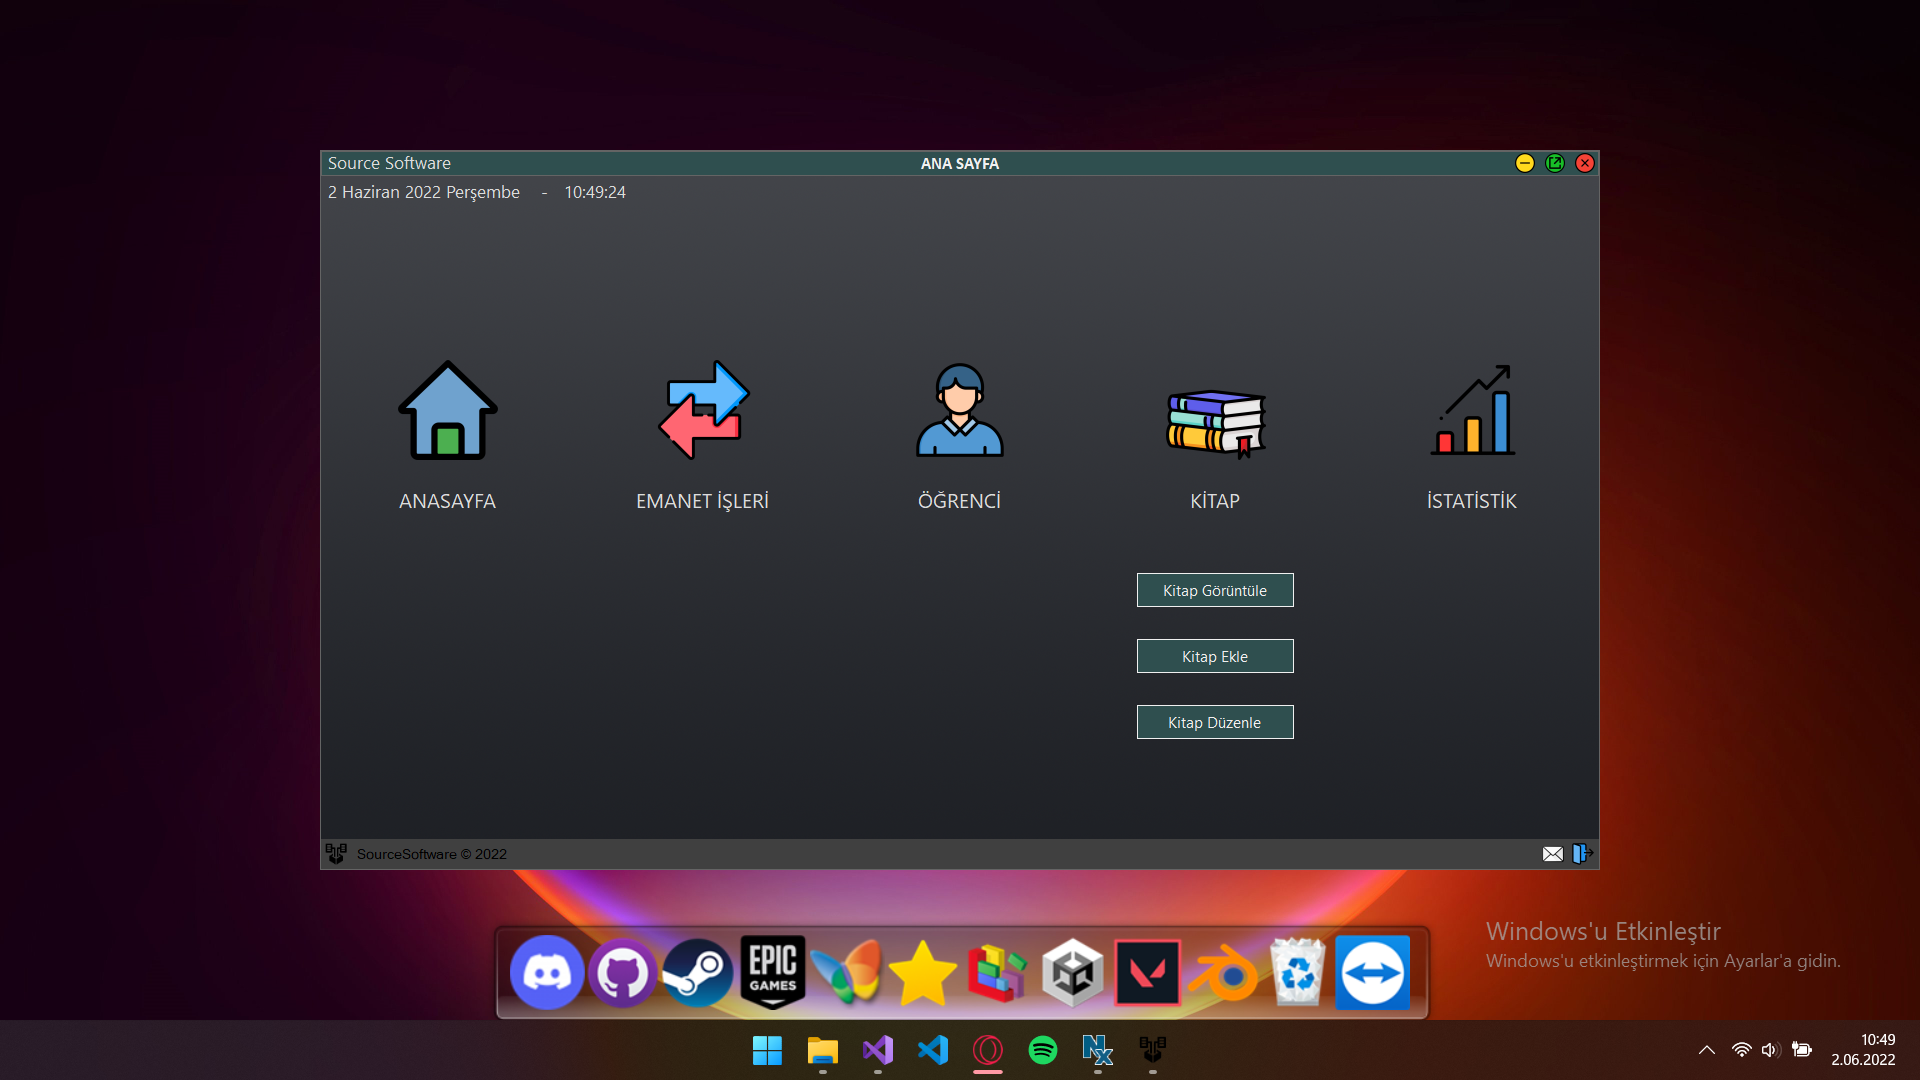 Source Software
ANA SAYFA
2 Haziran 2022 Perşembe - 10:49:24
ANASAYFA
EMANET İŞLERİ
ÖĞRENCİ
KİTAP
İSTATİSTİK
Kitap Görüntüle
Kitap Ekle
Kitap Düzenle
SourceSoftware © 2022
Windows'u Etkinleştir
Windows'u etkinleştirmek için Ayarlar'a gidin.
EPIC
GAMES
10:49
2.06.2022